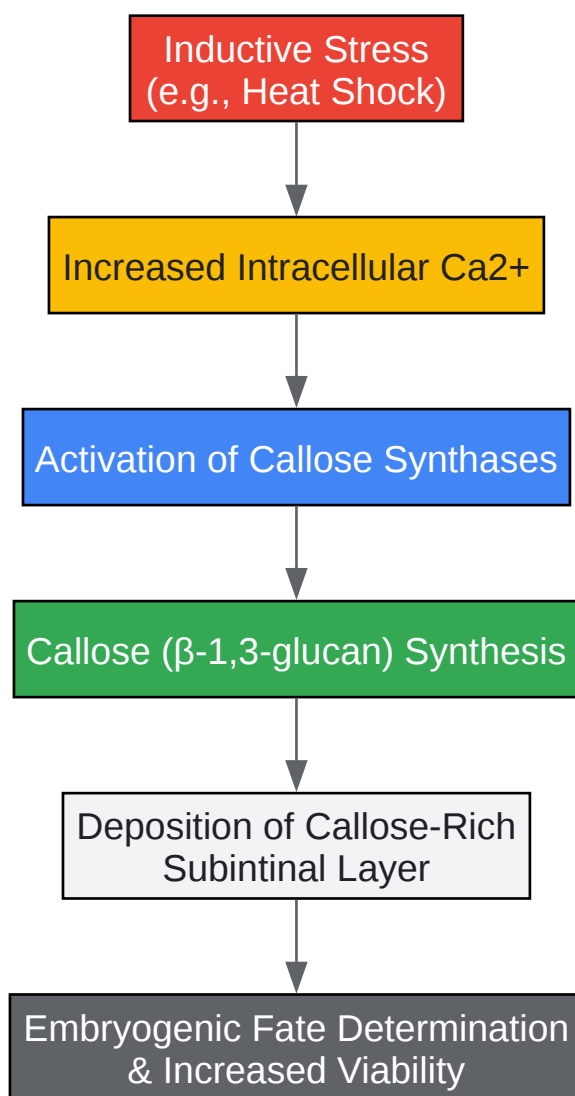 Inductive Stress
(e.g., Heat Shock)
Increased Intracellular Ca2+
Activation of Callose Synthases
Callose (β-1,3-glucan) Synthesis
Deposition of Callose-Rich
Subintinal Layer
Embryogenic Fate Determination
& Increased Viability